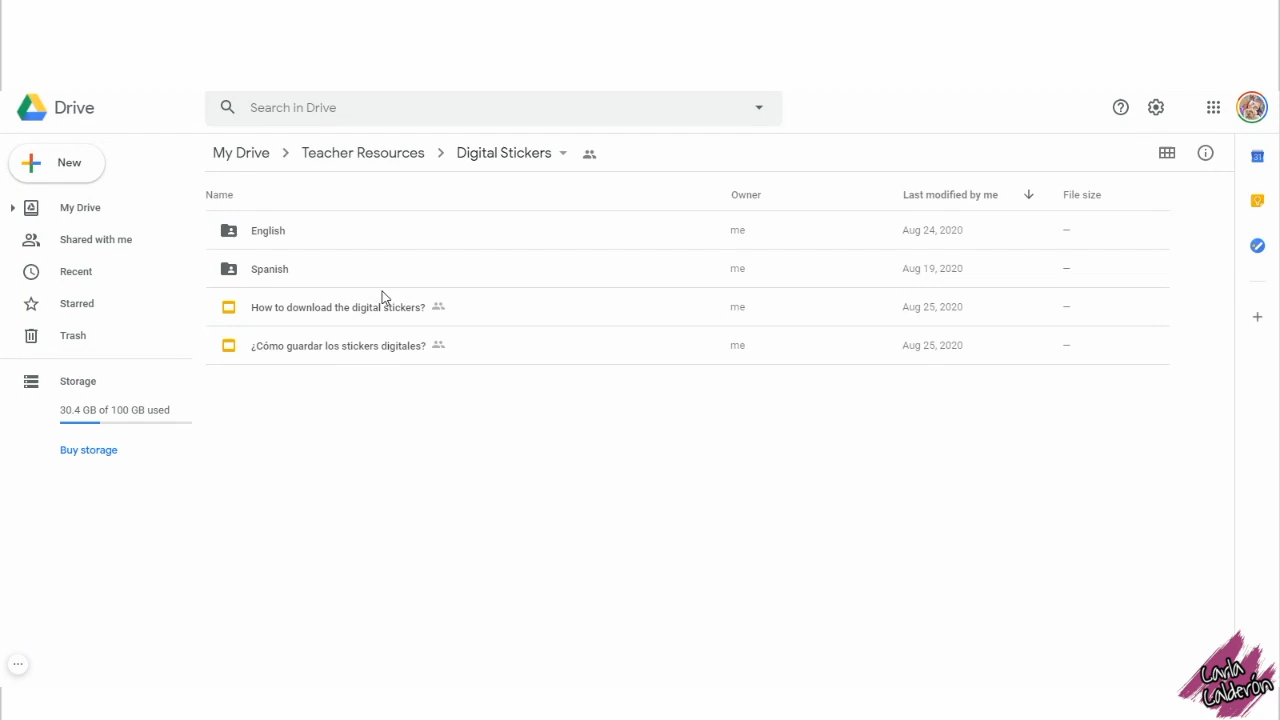 Drive
Search in Drive
New
My Drive
Shared with me
Recent
Starred
Trash
Storage
30.4 GB of 100 GB used
Buy storage
My Drive > Teacher Resources > Digital Stickers
Name Owner Last modified by me File size
English me Aug 24, 2020 –
Spanish me Aug 19, 2020 –
How to download the digital stickers? me Aug 25, 2020 –
¿Cómo guardar los stickers digitales? me Aug 25, 2020 –
31
Carla
Calderón